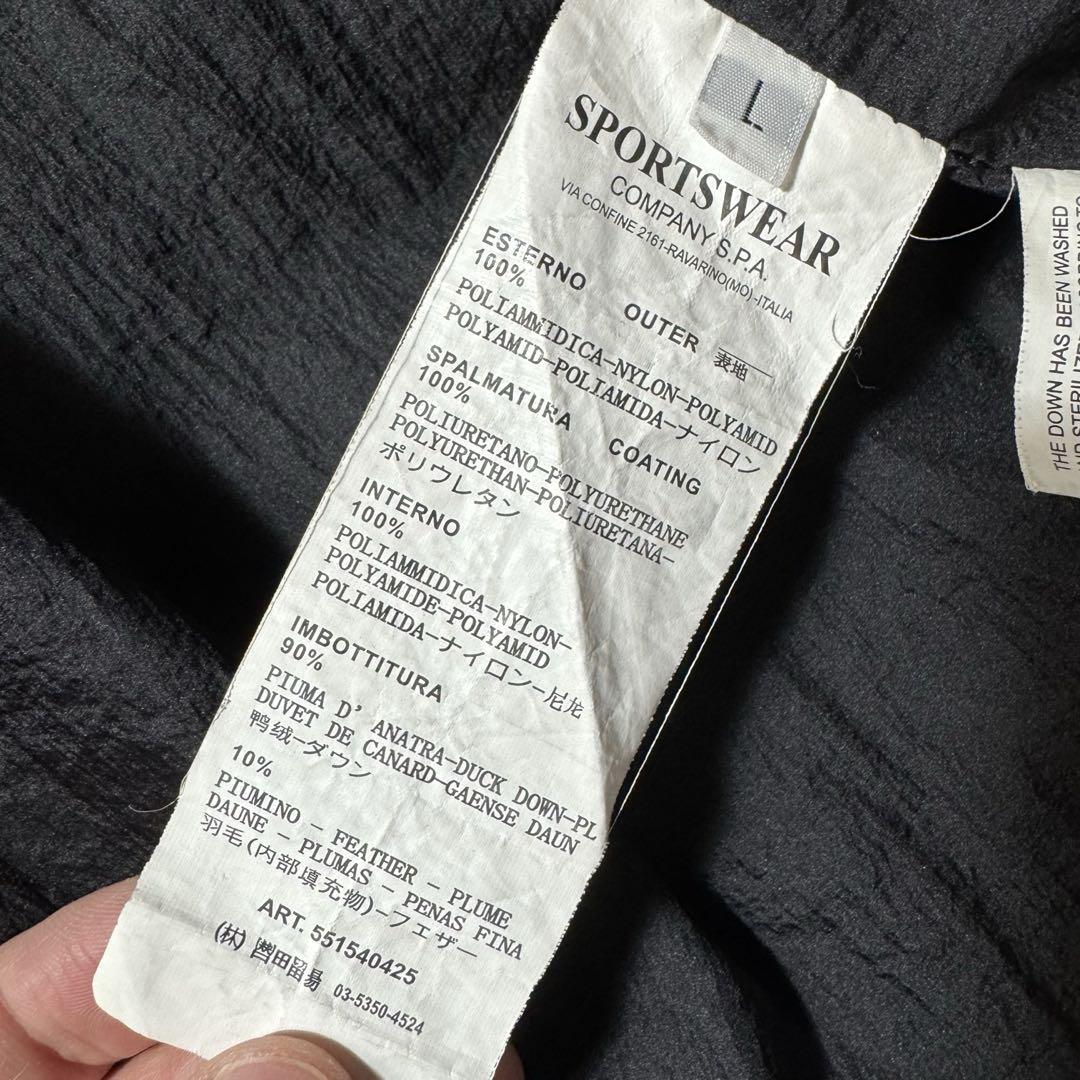 L
SPORTSWEAR
COMPANY S.P.A.
VIA CONFINE 2161-RAVARINO(MO)-ITALIA
ESTERNO OUTER 表地
100%
POLIAMMIDICA-NYLON-POLYAMID
POLYAMID-POLIAMIDA-ナイロン
SPALMATURA COATING
100%
POLIURETANO-POLYURETHANE
POLYURETHAN-POLIURETANA-
ポリウレタン
INTERNO
100%
POLIAMMIDICA-NYLON-
POLYAMIDE-POLYAMID
POLIAMIDA-ナイロン-尼龙
IMBOTTITURA
90%
PIUMA D' ANATRA-DUCK DOWN-PL
DUVET DE CANARD-GAENSE DAUN
鸭绒-ダウン
10%
PIUMINO - FEATHER - PLUME
DAUNE - PLUMAS - PENAS FINA
羽毛(内部填充物)-フェザー
ART. 551540425
(株) 田留易 03-5350-4524
THE DOWN HAS BEEN WASHED